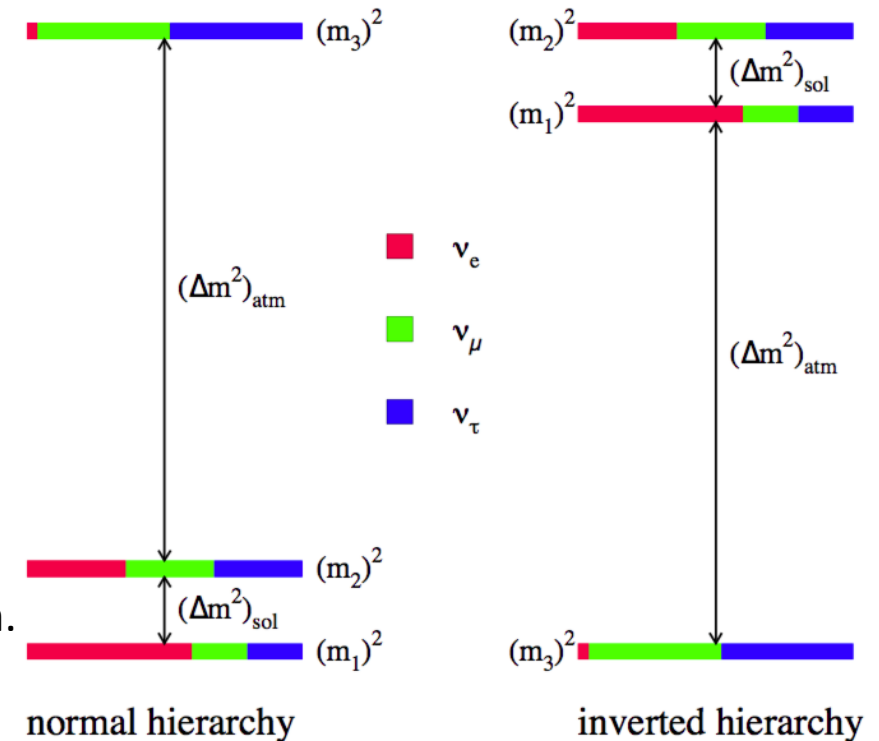 (m₃)²
(m₂)²
(Δm²)sol
(m₁)²
νe
(Δm²)atm
νμ
(Δm²)atm
ντ
(m₂)²
(Δm²)sol
(m₁)²
(m₃)²
normal hierarchy
inverted hierarchy